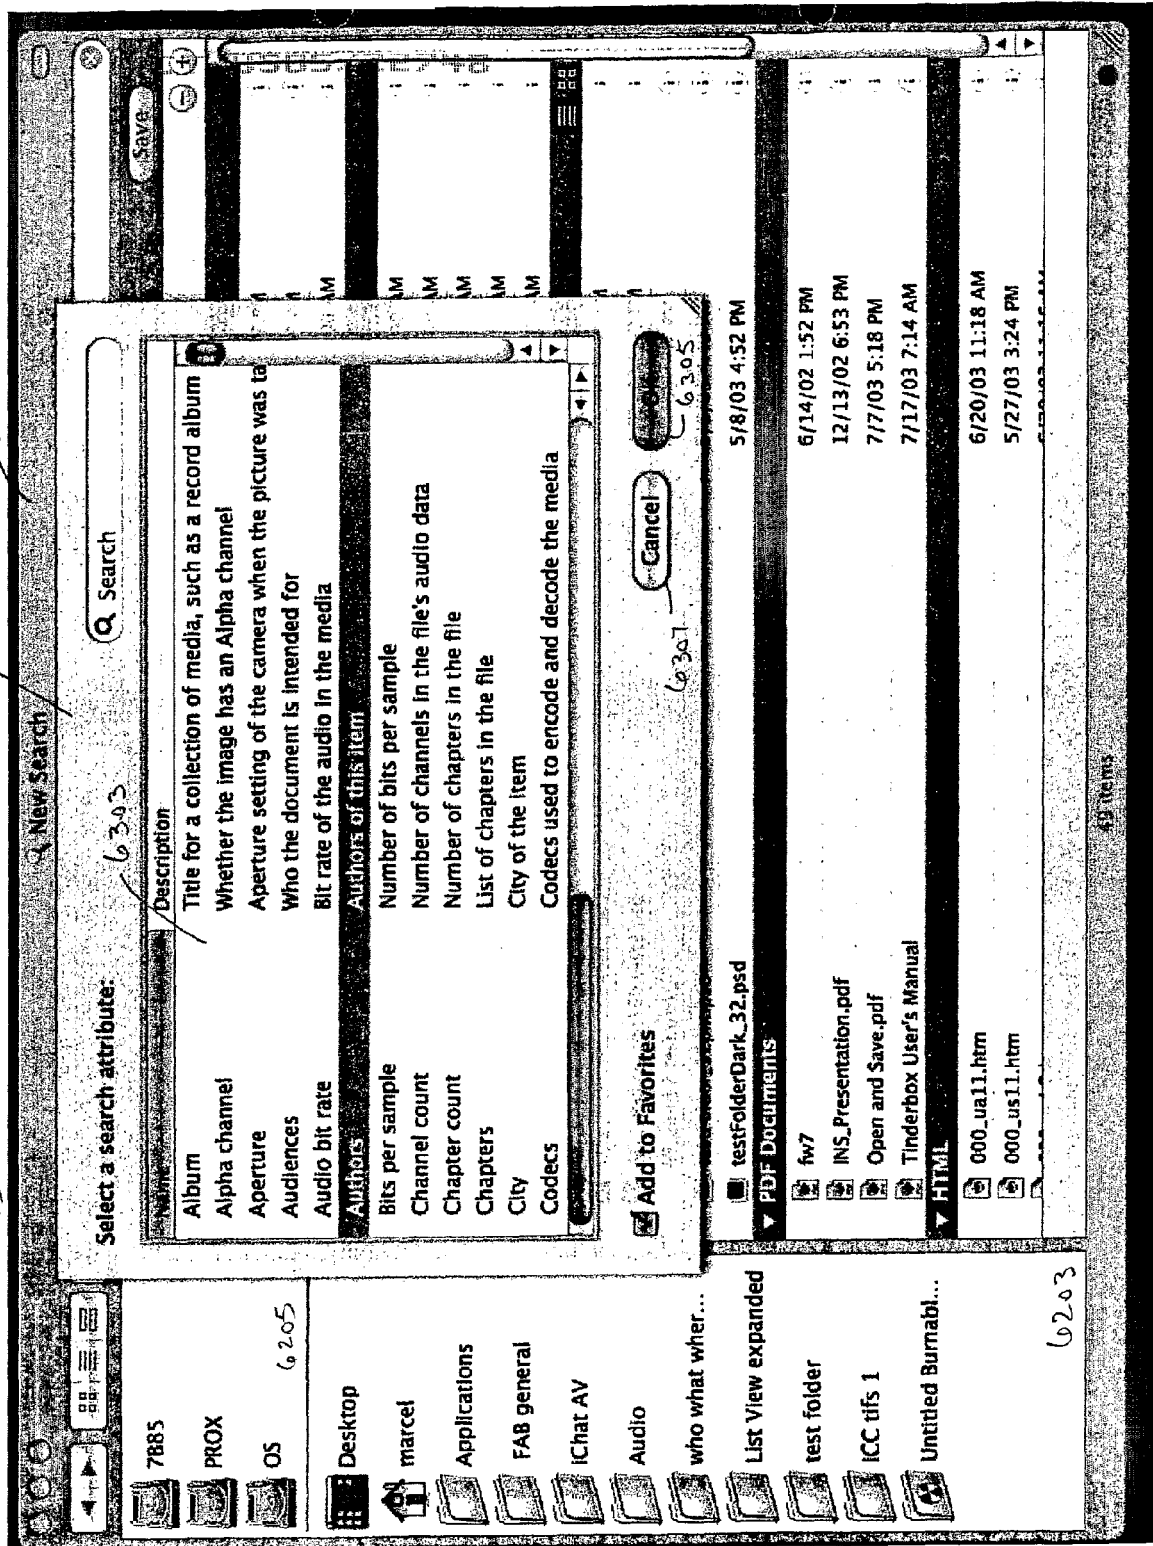 New Search
Save
Select a search attribute:
Search
6303
Name
Description
Album
Title for a collection of media, such as a record album
Alpha channel
Whether the image has an Alpha channel
Aperture
Aperture setting of the camera when the picture was ta
Audiences
Who the document is intended for
Audio bit rate
Bit rate of the audio in the media
Authors
Authors of this item
Bits per sample
Number of bits per sample
Channel count
Number of channels in the file's audio data
Chapter count
Number of chapters in the file
Chapters
List of chapters in the file
City
City of the item
Codecs
Codecs used to encode and decode the media
Add to Favorites
Cancel
6307
6305
7B85
PROX
OS
6205
Desktop
marcel
Applications
FAB general
iChat AV
Audio
who what wher...
List View expanded
test folder
ICC tifs 1
Untitled Burnabl...
6203
AM
AM
AM
AM
AM
AM
testFolderDark_32.psd
5/8/03 4:52 PM
PDF Documents
fw7
6/14/02 1:52 PM
INS_Presentation.pdf
12/13/02 6:53 PM
Open and Save.pdf
7/7/03 5:18 PM
Tinderbox User's Manual
7/17/03 7:14 AM
HTML
000_ua11.htm
6/20/03 11:18 AM
000_us11.htm
5/27/03 3:24 PM
49 items